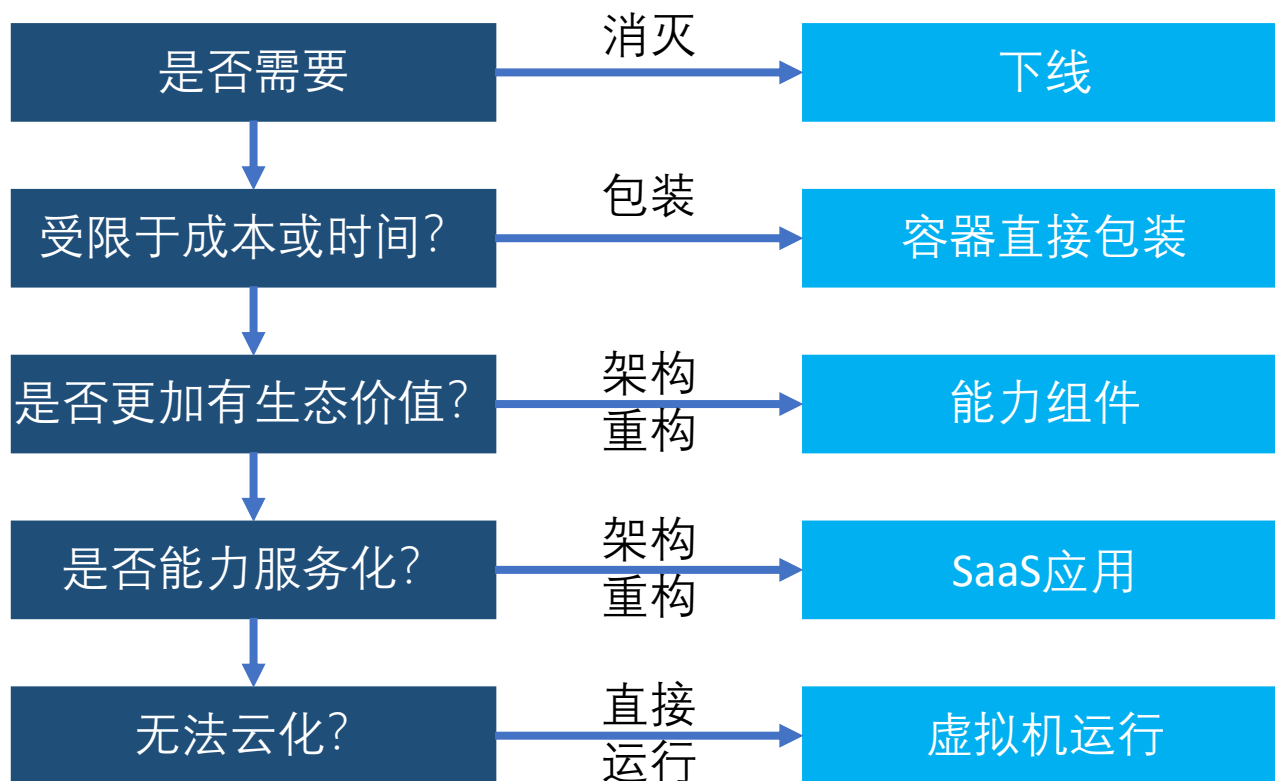 是否需要
消灭
下线
受限于成本或时间？
包装
容器直接包装
是否更加有生态价值？
架构
重构
能力组件
是否能力服务化？
架构
重构
SaaS应用
无法云化？
直接
运行
虚拟机运行